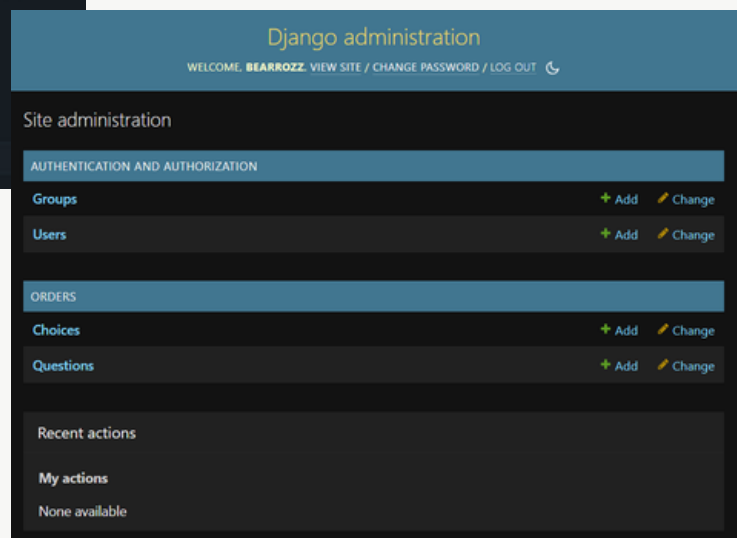 Django administration
WELCOME, BEARROZZ. VIEW SITE / CHANGE PASSWORD / LOG OUT
Site administration
AUTHENTICATION AND AUTHORIZATION
Groups + Add Change
Users + Add Change
ORDERS
Choices + Add Change
Questions + Add Change
Recent actions
My actions
None available